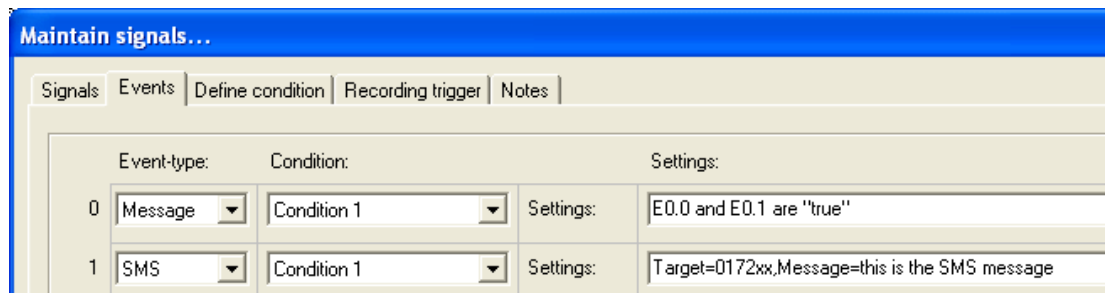 Maintain signals...
Signals Events Define condition Recording trigger Notes
Event-type: Condition: Settings:
0 Message Condition 1 Settings: E0.0 and E0.1 are "true"
1 SMS Condition 1 Settings: Target=0172xx,Message=this is the SMS message